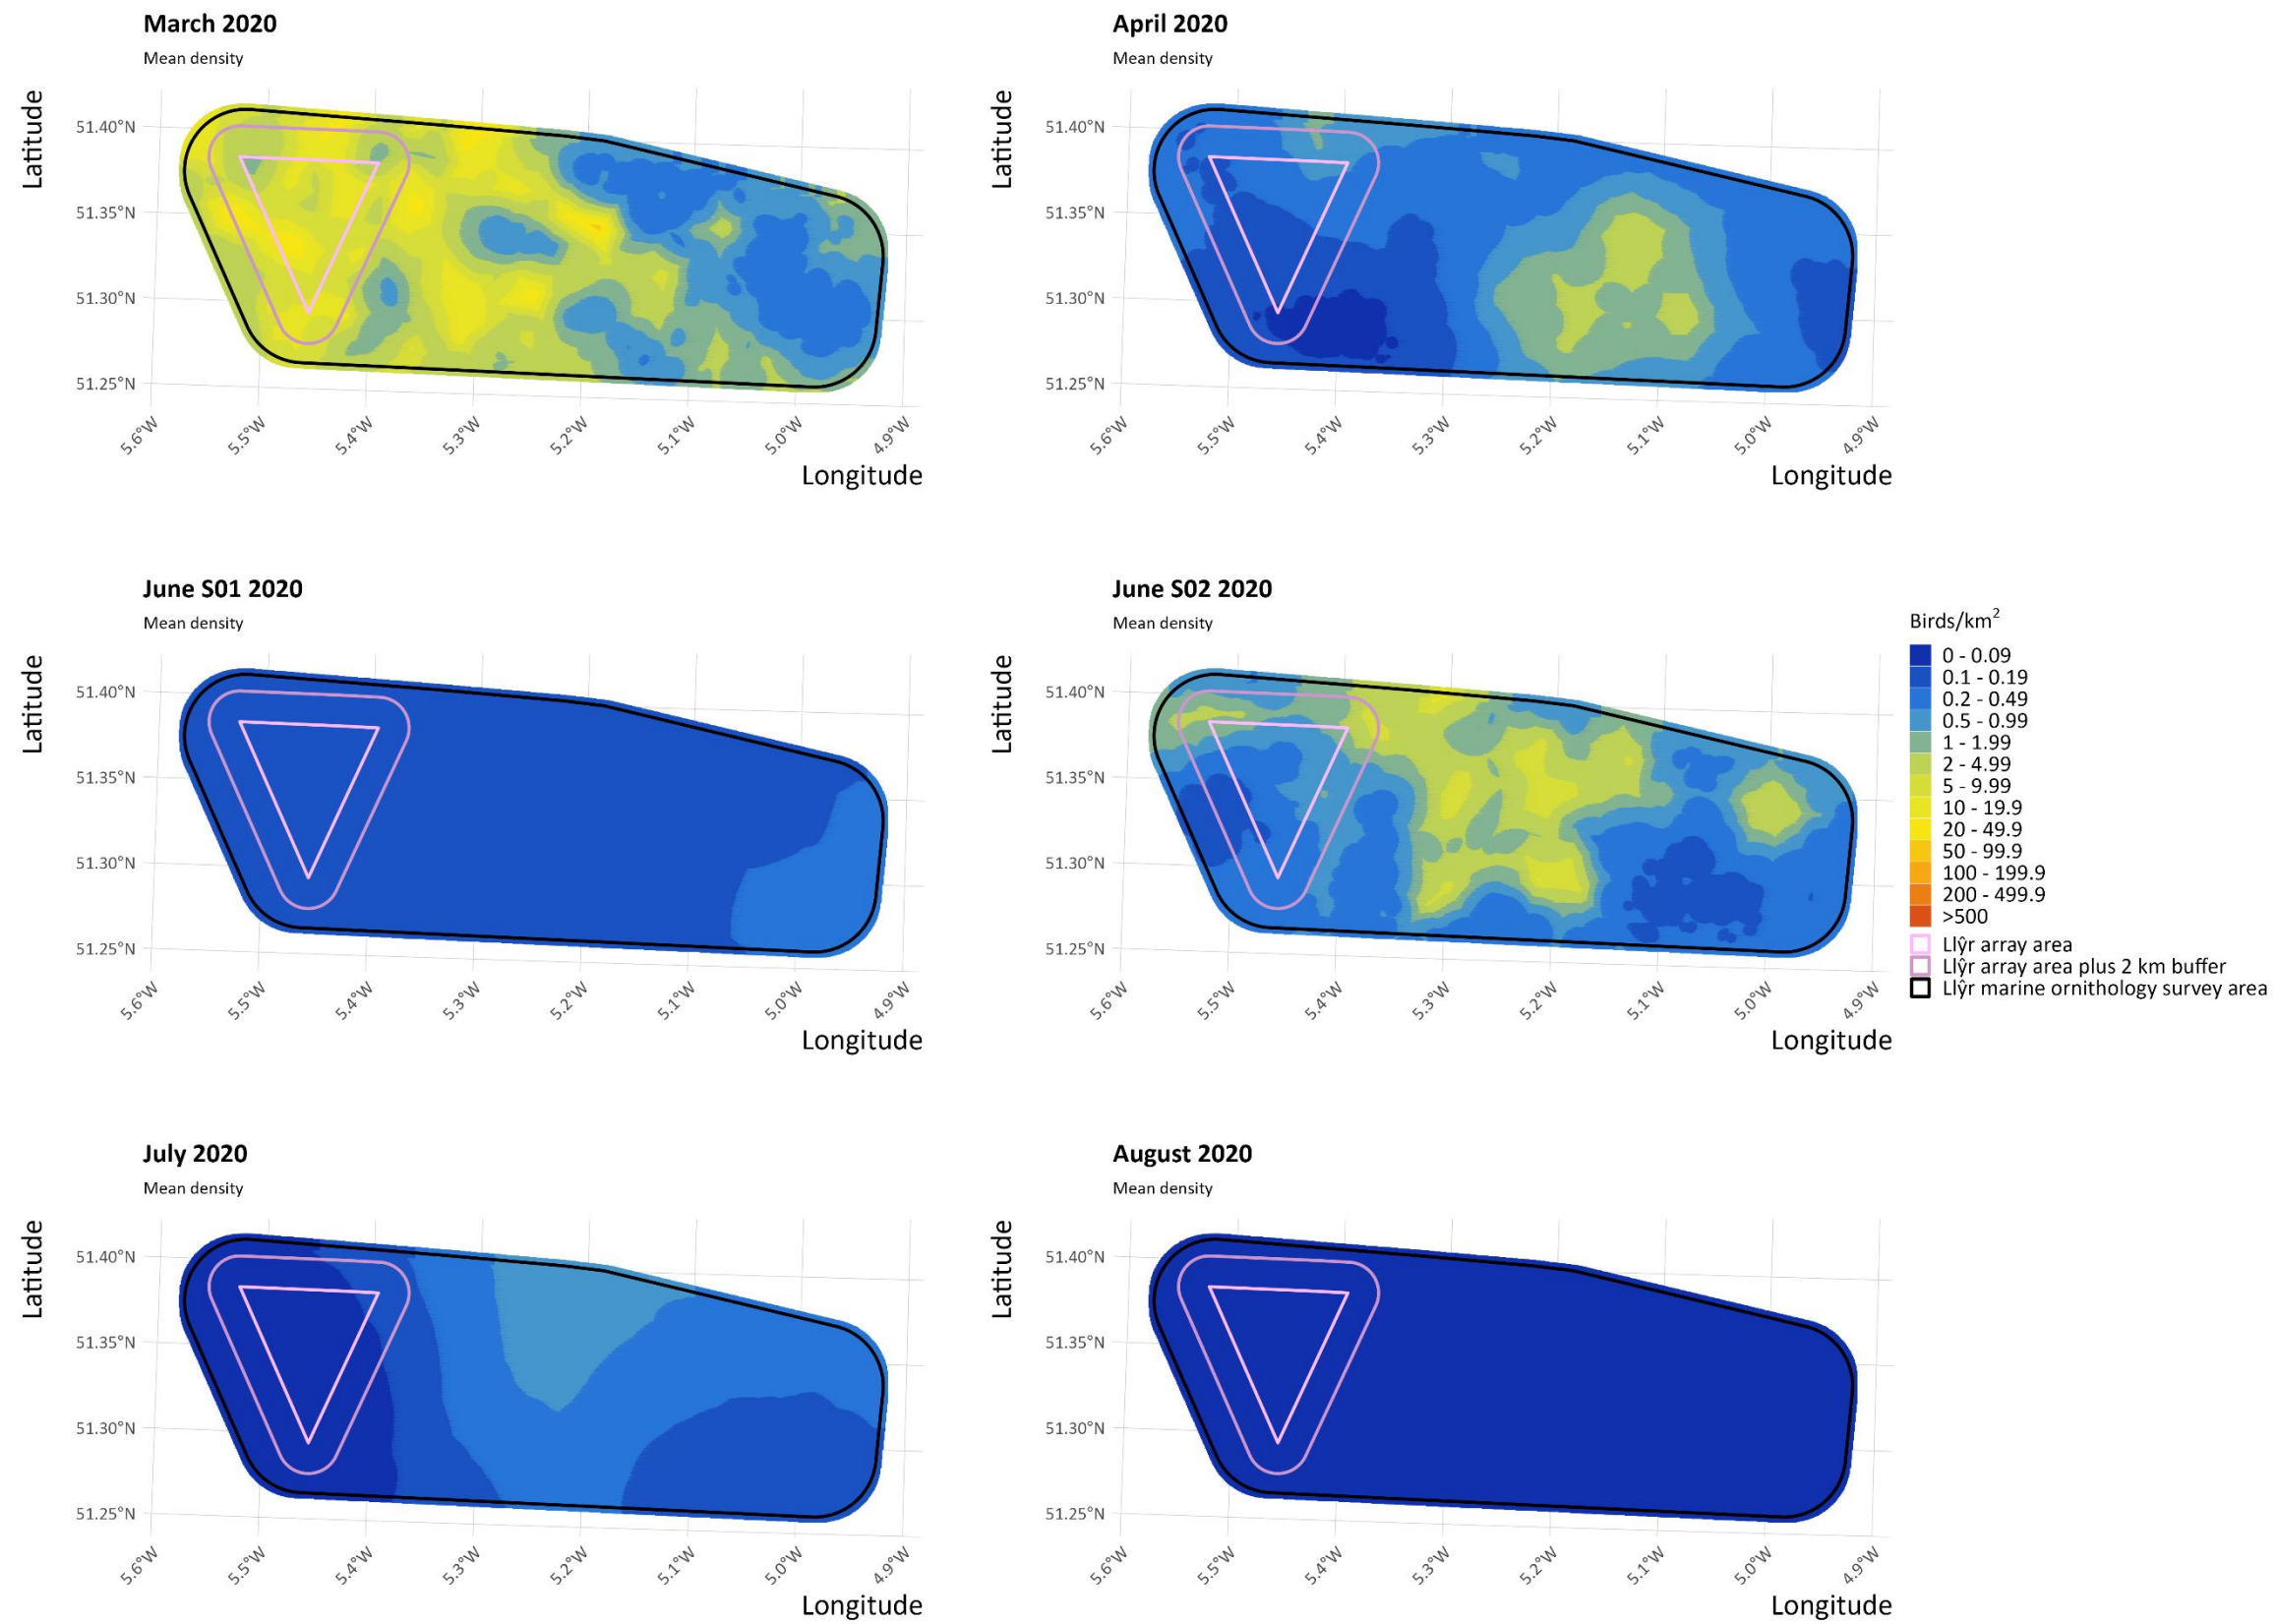 March 2020
Mean density
Latitude
51.40°N
51.35°N
51.30°N
51.25°N
5.6°W
5.5°W
5.4°W
5.3°W
5.2°W
5.1°W
5.0°W
4.9°W
Longitude
April 2020
Mean density
Latitude
51.40°N
51.35°N
51.30°N
51.25°N
5.6°W
5.5°W
5.4°W
5.3°W
5.2°W
5.1°W
5.0°W
4.9°W
Longitude
June S01 2020
Mean density
Latitude
51.40°N
51.35°N
51.30°N
51.25°N
5.6°W
5.5°W
5.4°W
5.3°W
5.2°W
5.1°W
5.0°W
4.9°W
Longitude
June S02 2020
Mean density
Latitude
51.40°N
51.35°N
51.30°N
51.25°N
5.6°W
5.5°W
5.4°W
5.3°W
5.2°W
5.1°W
5.0°W
4.9°W
Longitude
Birds/km²
0 - 0.09
0.1 - 0.19
0.2 - 0.49
0.5 - 0.99
1 - 1.99
2 - 4.99
5 - 9.99
10 - 19.9
20 - 49.9
50 - 99.9
100 - 199.9
200 - 499.9
>500
Llŷr array area
Llŷr array area plus 2 km buffer
Llŷr marine ornithology survey area
July 2020
Mean density
Latitude
51.40°N
51.35°N
51.30°N
51.25°N
5.6°W
5.5°W
5.4°W
5.3°W
5.2°W
5.1°W
5.0°W
4.9°W
Longitude
August 2020
Mean density
Latitude
51.40°N
51.35°N
51.30°N
51.25°N
5.6°W
5.5°W
5.4°W
5.3°W
5.2°W
5.1°W
5.0°W
4.9°W
Longitude